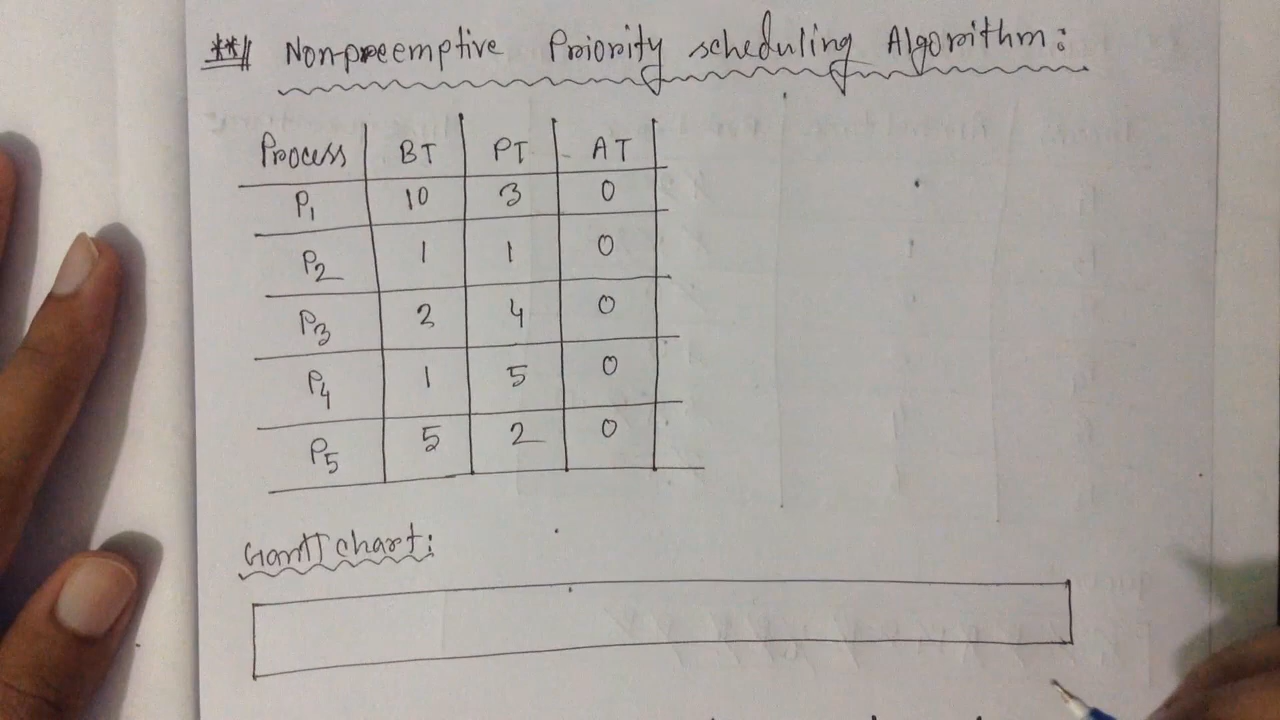 **// Non-preemptive Priority scheduling Algorithm:
Process BT PT AT
P1 10 3 0
P2 1 1 0
P3 2 4 0
P4 1 5 0
P5 5 2 0
Gantt chart: